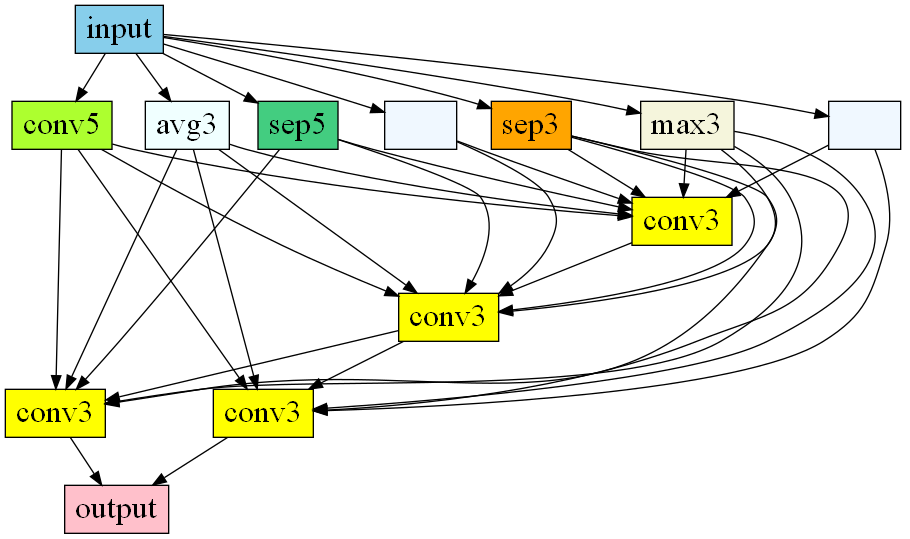 input
conv5
avg3
sep5
sep3
max3
conv3
conv3
conv3
conv3
output